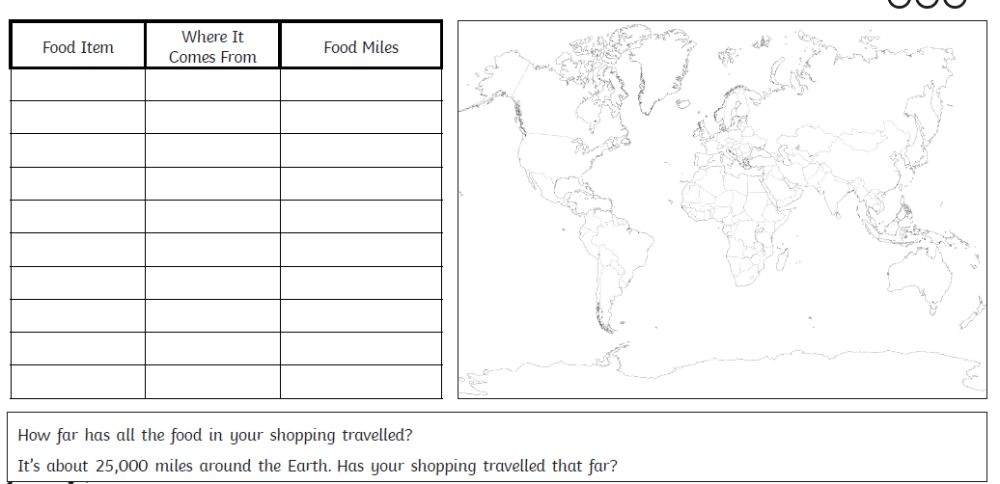 Food Item
Where It
Comes From
Food Miles
How far has all the food in your shopping travelled?
It's about 25,000 miles around the Earth. Has your shopping travelled that far?